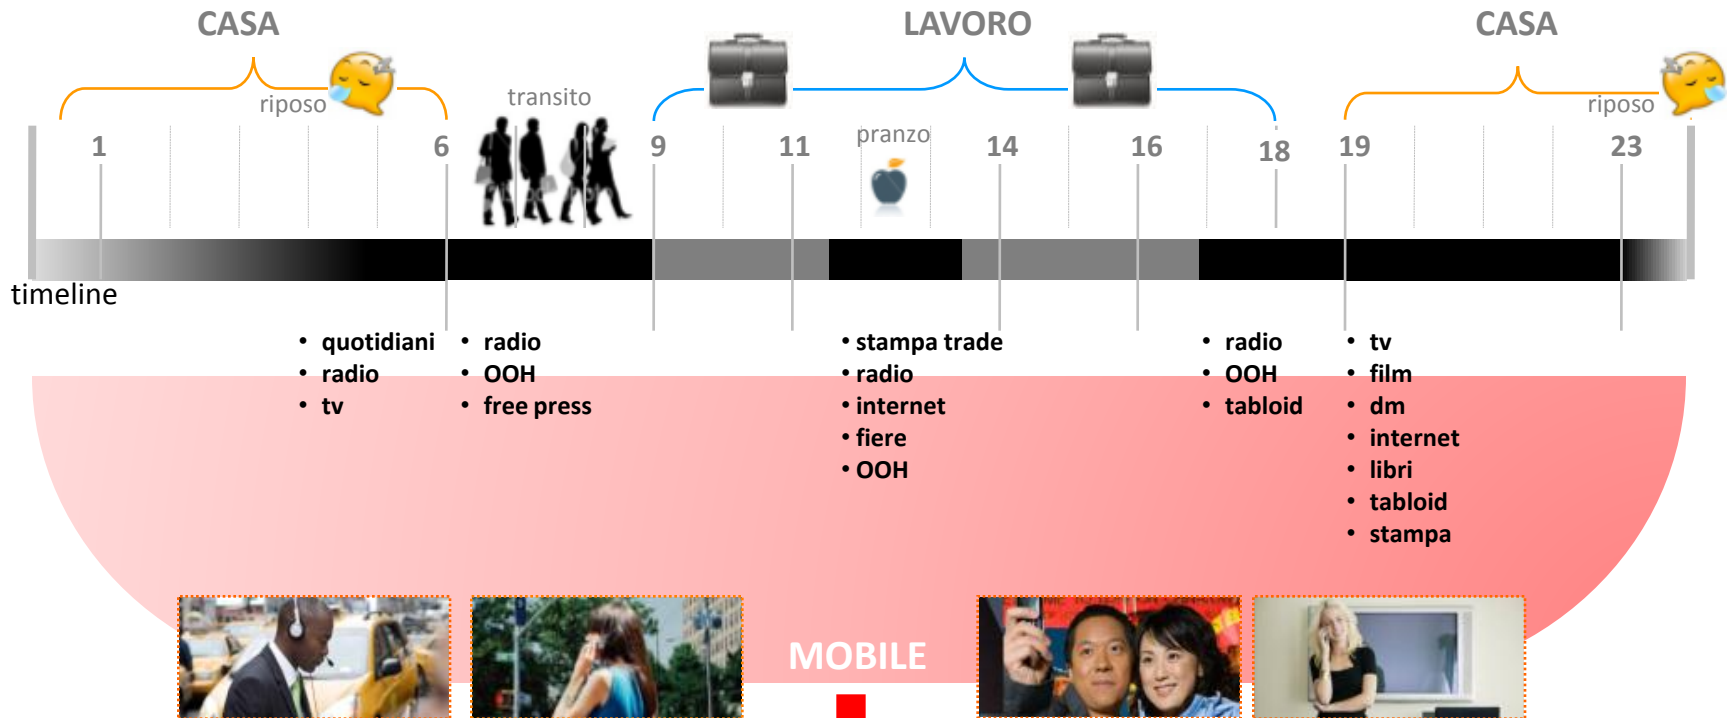 CASA
LAVORO
CASA
riposo
transito
pranzo
riposo
1
6
9
11
14
16
18
19
23
timeline
• quotidiani
• radio
• tv
• radio
• OOH
• free press
• stampa trade
• radio
• internet
• fiere
• OOH
• radio
• OOH
• tabloid
• tv
• film
• dm
• internet
• libri
• tabloid
• stampa
MOBILE